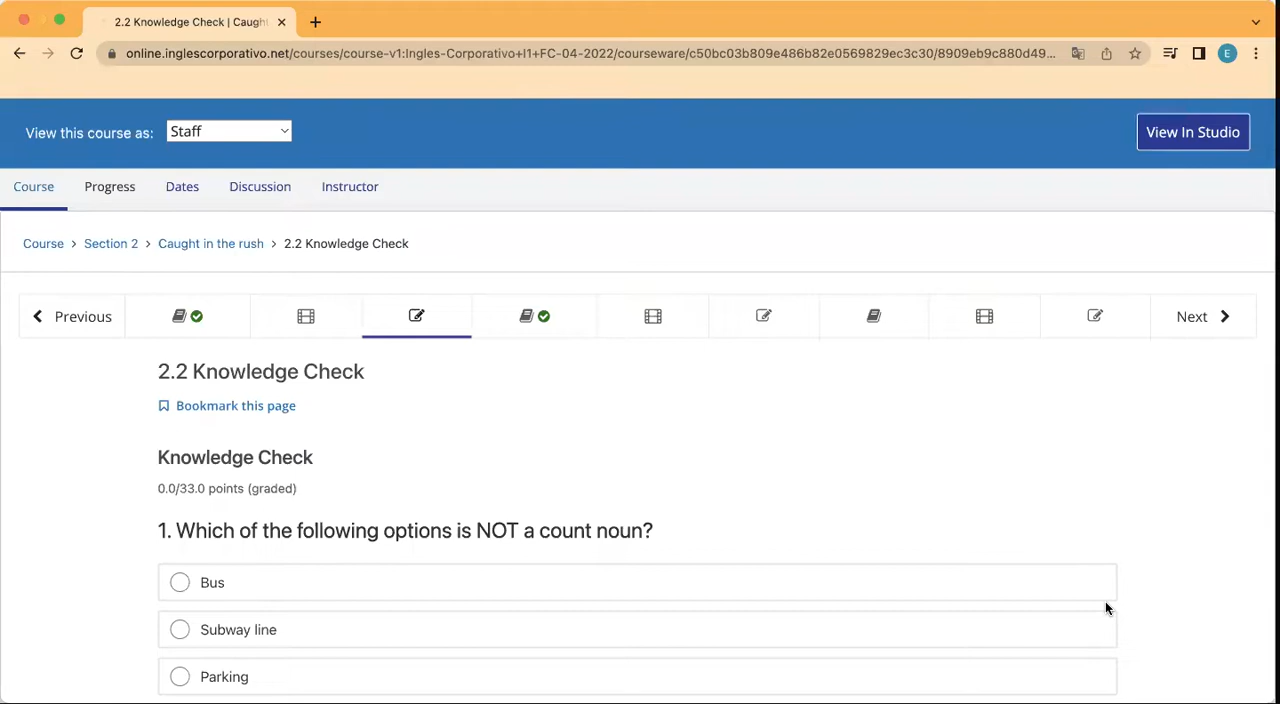 2.2 Knowledge Check | Caugh
online.inglescorporativo.net/courses/course-v1:Ingles-Corporativo+I1+FC-04-2022/courseware/c50bc03b809e486b82e0569829ec3c30/8909eb9c880d49...
E
View this course as:
Staff
View In Studio
Course
Progress
Dates
Discussion
Instructor
Course > Section 2 > Caught in the rush > 2.2 Knowledge Check
Previous
Next
2.2 Knowledge Check
Bookmark this page
Knowledge Check
0.0/33.0 points (graded)
1. Which of the following options is NOT a count noun?
Bus
Subway line
Parking